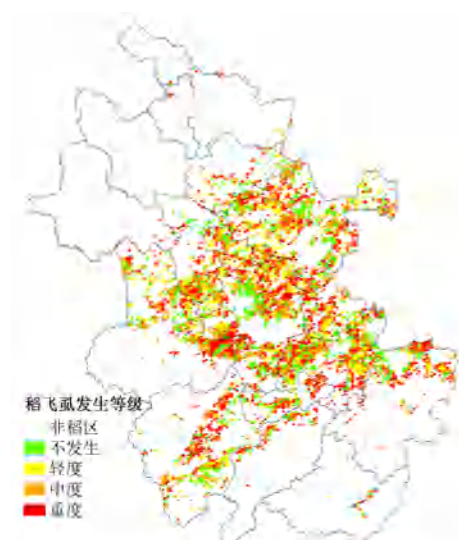 稻飞虱发生等级
非稻区
不发生
轻度
中度
重度